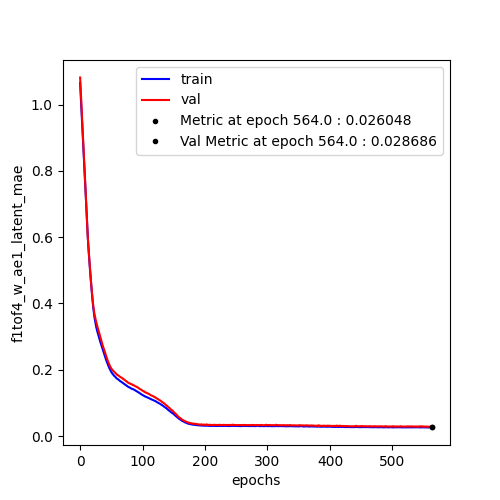 train
val
Metric at epoch 564.0 : 0.026048
Val Metric at epoch 564.0 : 0.028686
f1tof4_w_ae1_latent_mae
1.0
0.8
0.6
0.4
0.2
0.0
0 100 200 300 400 500
epochs